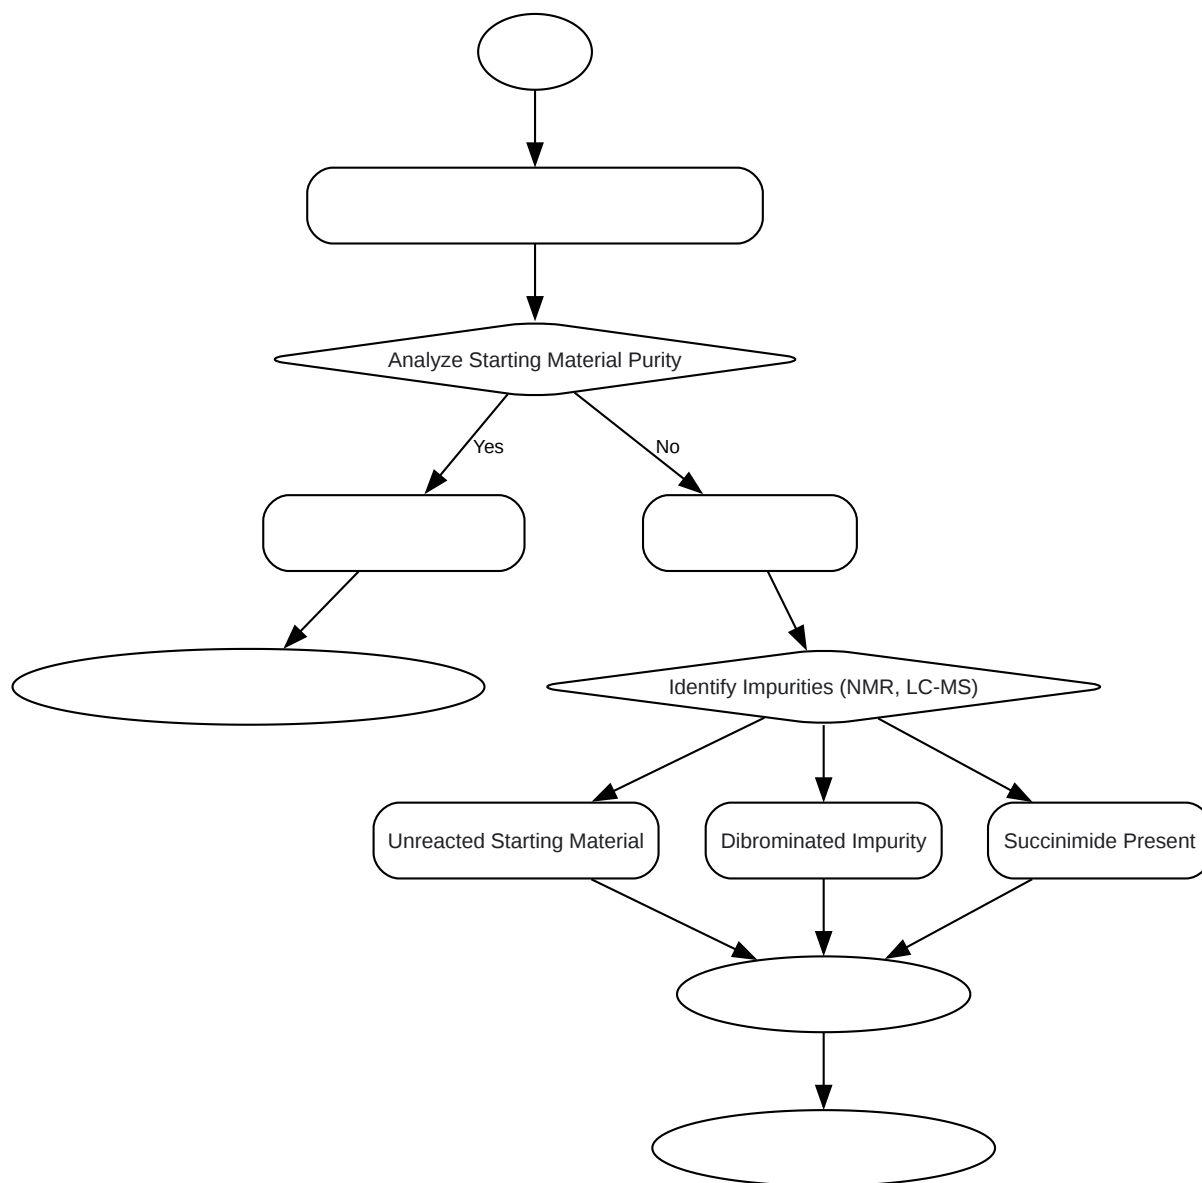 Analyze Starting Material Purity
Yes
No
Identify Impurities (NMR, LC-MS)
Unreacted Starting Material
Dibrominated Impurity
Succinimide Present